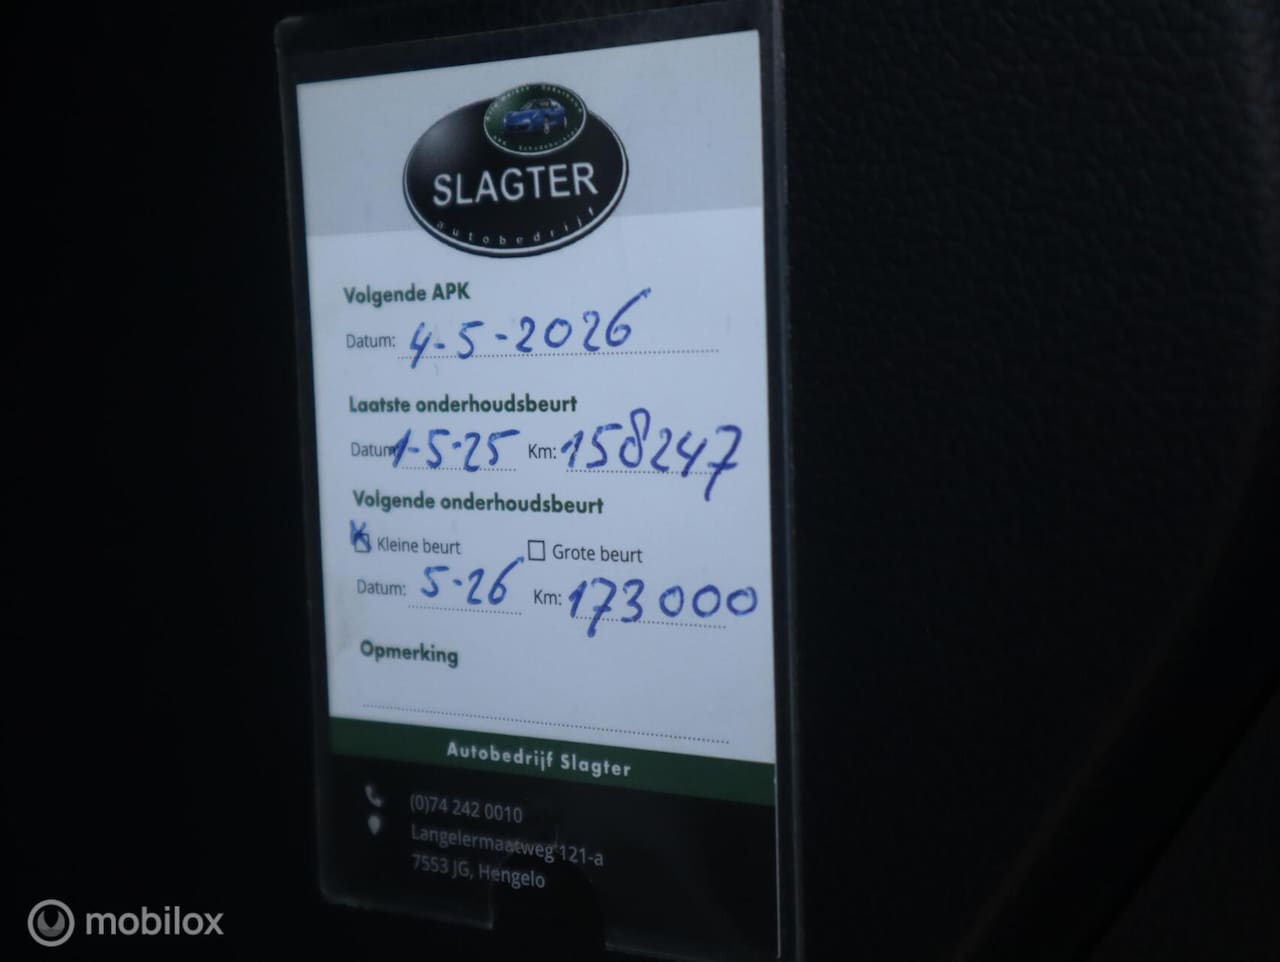 SLAGTER
autobedrijf
Volgende APK
Datum: 4-5-2026
Laatste onderhoudsbeurt
Datum 1-5-25 Km: 158247
Volgende onderhoudsbeurt
Kleine beurt Grote beurt
Datum: 5-26 Km: 173000
Opmerking
Autobedrijf Slagter
(0)74 242 0010
Langelermaatweg 121-a
7553 JG, Hengelo
mobilox